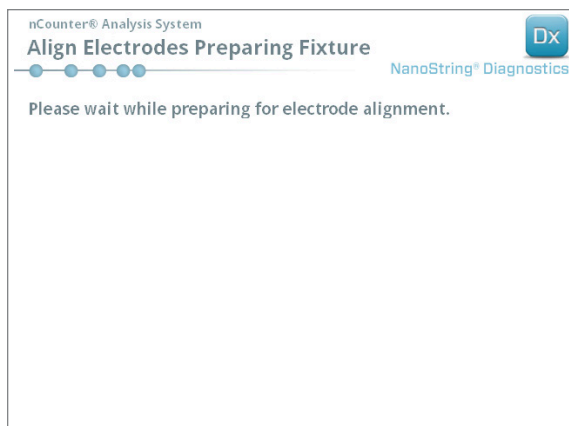 nCounter® Analysis System
Align Electrodes Preparing Fixture
Dx
NanoString® Diagnostics
Please wait while preparing for electrode alignment.